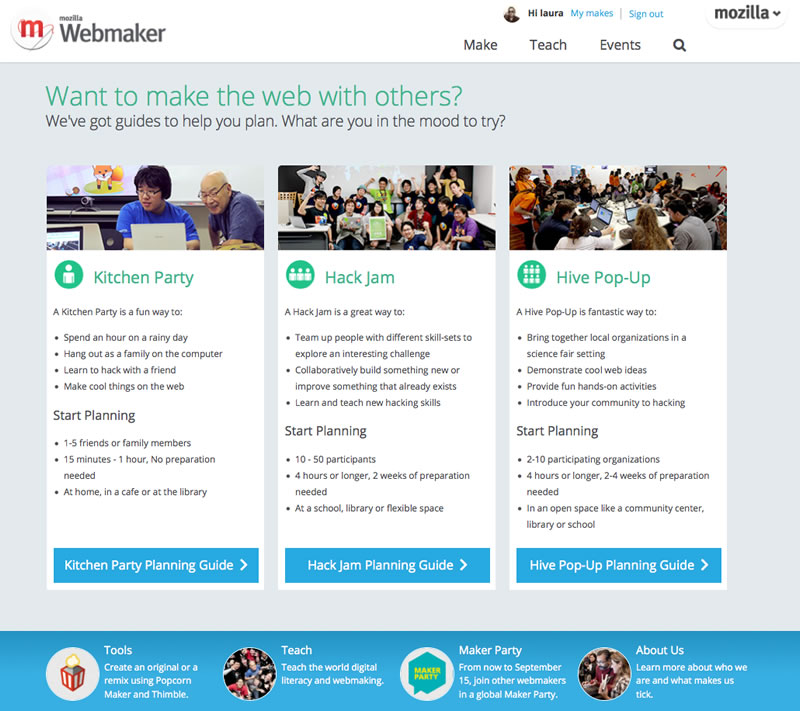 mozilla
Webmaker
Hi laura My makes Sign out
mozilla
Make Teach Events
Want to make the web with others?
We've got guides to help you plan. What are you in the mood to try?
Kitchen Party
A Kitchen Party is a fun way to:
Spend an hour on a rainy day
Hang out as a family on the computer
Learn to hack with a friend
Make cool things on the web
Start Planning
1-5 friends or family members
15 minutes - 1 hour, No preparation
needed
At home, in a cafe or at the library
Kitchen Party Planning Guide
Hack Jam
A Hack Jam is a great way to:
Team up people with different skill-sets to
explore an interesting challenge
Collaboratively build something new or
improve something that already exists
Learn and teach new hacking skills
Start Planning
10 - 50 participants
4 hours or longer, 2 weeks of preparation
needed
At a school, library or flexible space
Hack Jam Planning Guide
Hive Pop-Up
A Hive Pop-Up is fantastic way to:
Bring together local organizations in a
science fair setting
Demonstrate cool web ideas
Provide fun hands-on activities
Introduce your community to hacking
Start Planning
2-10 participating organizations
4 hours or longer, 2-4 weeks of preparation
needed
In an open space like a community center,
library or school
Hive Pop-Up Planning Guide
Tools
Create an original or a
remix using Popcorn
Maker and Thimble.
Teach
Teach the world digital
literacy and webmaking.
MAKER
PARTY
Maker Party
From now to September
15, join other webmakers
in a global Maker Party.
About Us
Learn more about who we
are and what makes us
tick.